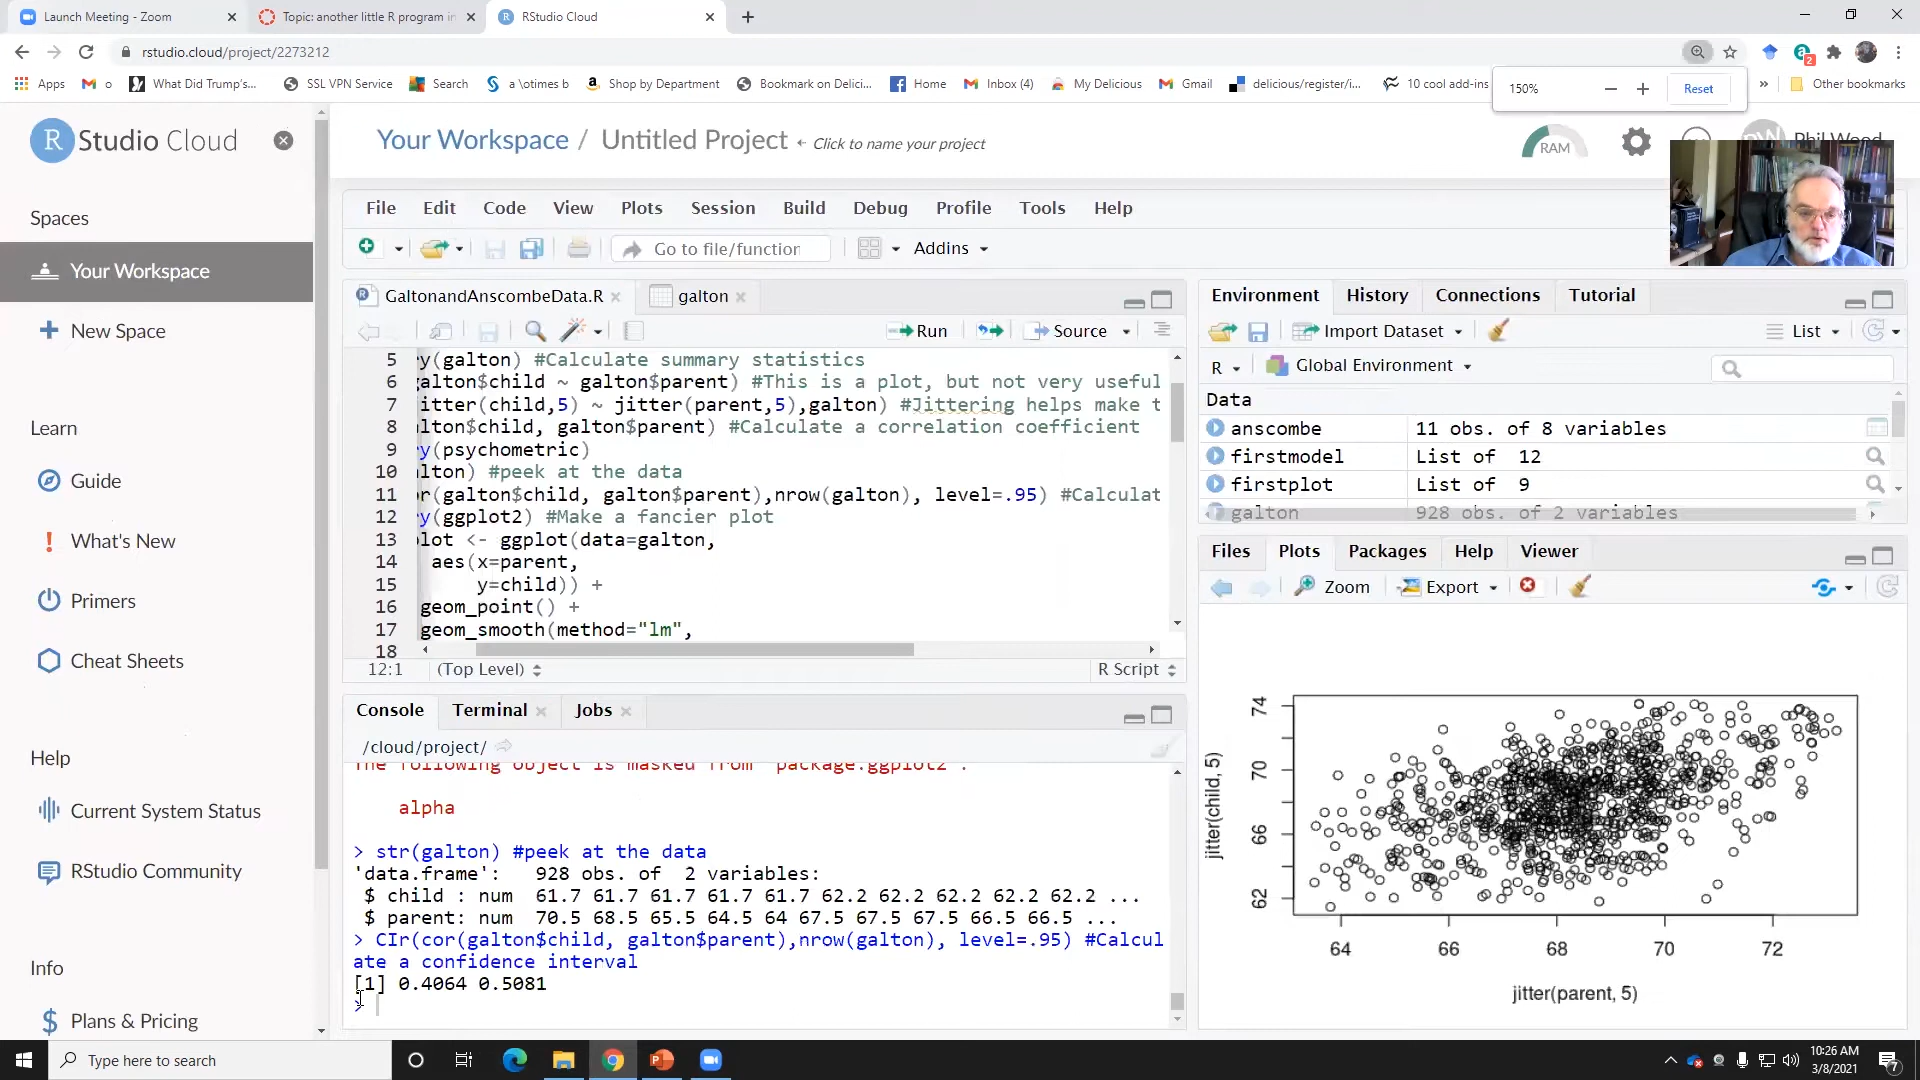 Launch Meeting - Zoom
Topic: another little R program in
RStudio Cloud
rstudio.cloud/project/2273212
Apps
o
What Did Trump's...
SSL VPN Service
Search
a \otimes b
Shop by Department
Bookmark on Delici...
Home
Inbox (4)
My Delicious
Gmail
delicious/register/i...
10 cool add-ins
150%
Reset
»
Other bookmarks
2
R Studio Cloud
Your Workspace / Untitled Project
Click to name your project
RAM
Phil Wood
Spaces
Your Workspace
New Space
Learn
Guide
What's New
Primers
Cheat Sheets
Help
Current System Status
RStudio Community
Info
Plans & Pricing
File Edit Code View Plots Session Build Debug Profile Tools Help
Go to file/function
Addins
GaltonandAnscombeData.R
galton
Run
Source
5 y(galton) #Calculate summary statistics
6 galton$child ~ galton$parent) #This is a plot, but not very useful
7 itter(child,5) ~ jitter(parent,5),galton) #Jittering helps make t
8 lton$child, galton$parent) #Calculate a correlation coefficient
9 y(psychometric)
10 lton) #peek at the data
11 r(galton$child, galton$parent),nrow(galton), level=.95) #Calculat
12 y(ggplot2) #Make a fancier plot
13 lot <- ggplot(data=galton,
14 aes(x=parent,
15 y=child)) +
16 geom_point() +
17 geom_smooth(method="lm",
18
12:1
(Top Level)
R Script
Console
Terminal
Jobs
/cloud/project/
The following object is masked from 'package:ggplot2':
alpha
> str(galton) #peek at the data
'data.frame': 928 obs. of 2 variables:
$ child : num 61.7 61.7 61.7 61.7 61.7 62.2 62.2 62.2 62.2 62.2 ...
$ parent: num 70.5 68.5 65.5 64.5 64 67.5 67.5 67.5 66.5 66.5 ...
> CIr(cor(galton$child, galton$parent),nrow(galton), level=.95) #Calcul
ate a confidence interval
[1] 0.4064 0.5081
>
Environment
History
Connections
Tutorial
Import Dataset
List
R
Global Environment
Data
anscombe 11 obs. of 8 variables
firstmodel List of 12
firstplot List of 9
galton 928 obs. of 2 variables
Files
Plots
Packages
Help
Viewer
Zoom
Export
jitter(child, 5)
74
70
66
62
64 66 68 70 72
jitter(parent, 5)
Type here to search
10:26 AM
3/8/2021
7